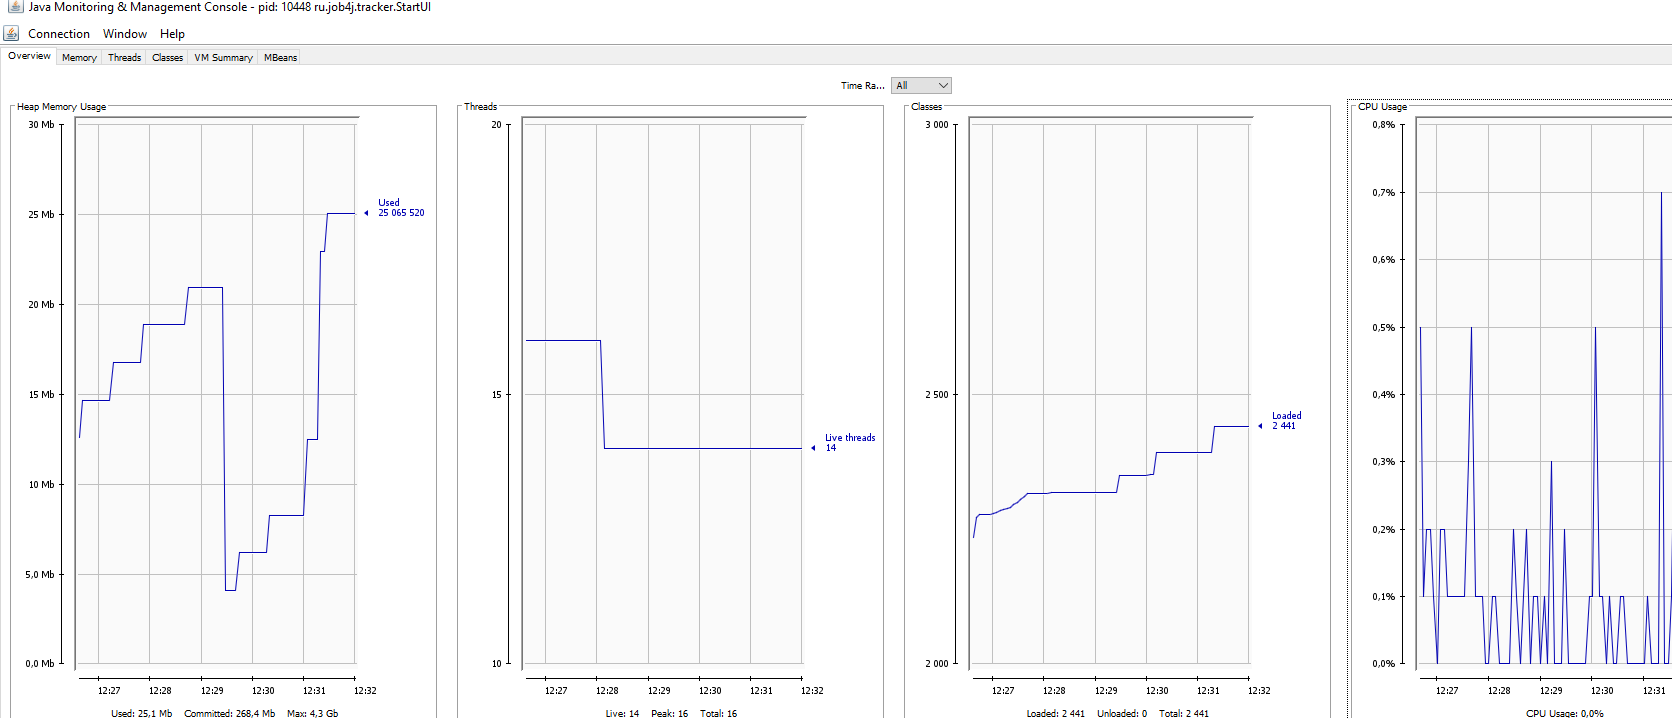 Java Monitoring & Management Console - pid: 10448 ru.job4j.tracker.StartUI
Connection Window Help
Overview Memory Threads Classes VM Summary MBeans
Time Ra... All
Heap Memory Usage
30 Mb
25 Mb
20 Mb
15 Mb
10 Mb
5,0 Mb
0,0 Mb
Used
25 065 520
12:27 12:28 12:29 12:30 12:31 12:32
Used: 25,1 Mb Committed: 268,4 Mb Max: 4,3 Gb
Threads
20
15
10
Live threads
14
12:27 12:28 12:29 12:30 12:31 12:32
Live: 14 Peak: 16 Total: 16
Classes
3 000
2 500
2 000
Loaded
2 441
12:27 12:28 12:29 12:30 12:31 12:32
Loaded: 2 441 Unloaded: 0 Total: 2 441
CPU Usage
0,8%
0,7%
0,6%
0,5%
0,4%
0,3%
0,2%
0,1%
0,0%
12:27 12:28 12:29 12:30 12:31
CPU Usage: 0,0%